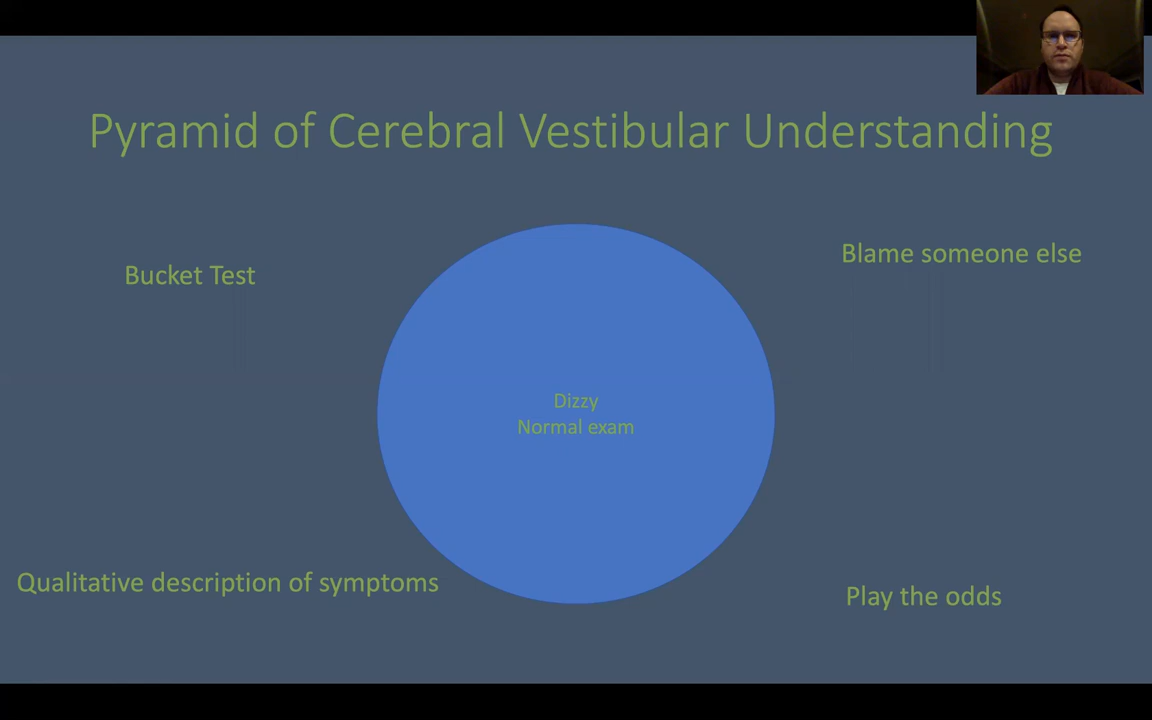 Pyramid of Cerebral Vestibular Understanding
Blame someone else
Bucket Test
Dizzy
Normal exam
Qualitative description of symptoms
Play the odds